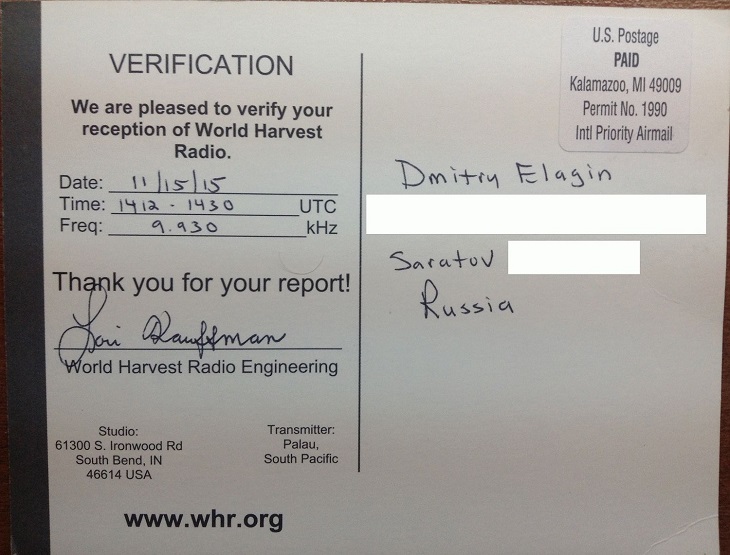 VERIFICATION
We are pleased to verify your
reception of World Harvest
Radio.
Date: 11/15/15
Time: 1412 - 1430 UTC
Freq: 9.930 kHz
Thank you for your report!
Lori Kauffman
World Harvest Radio Engineering
Studio:
61300 S. Ironwood Rd
South Bend, IN
46614 USA
Transmitter:
Palau,
South Pacific
www.whr.org
U.S. Postage
PAID
Kalamazoo, MI 49009
Permit No. 1990
Intl Priority Airmail
Dmitry Elagin
Saratov
Russia